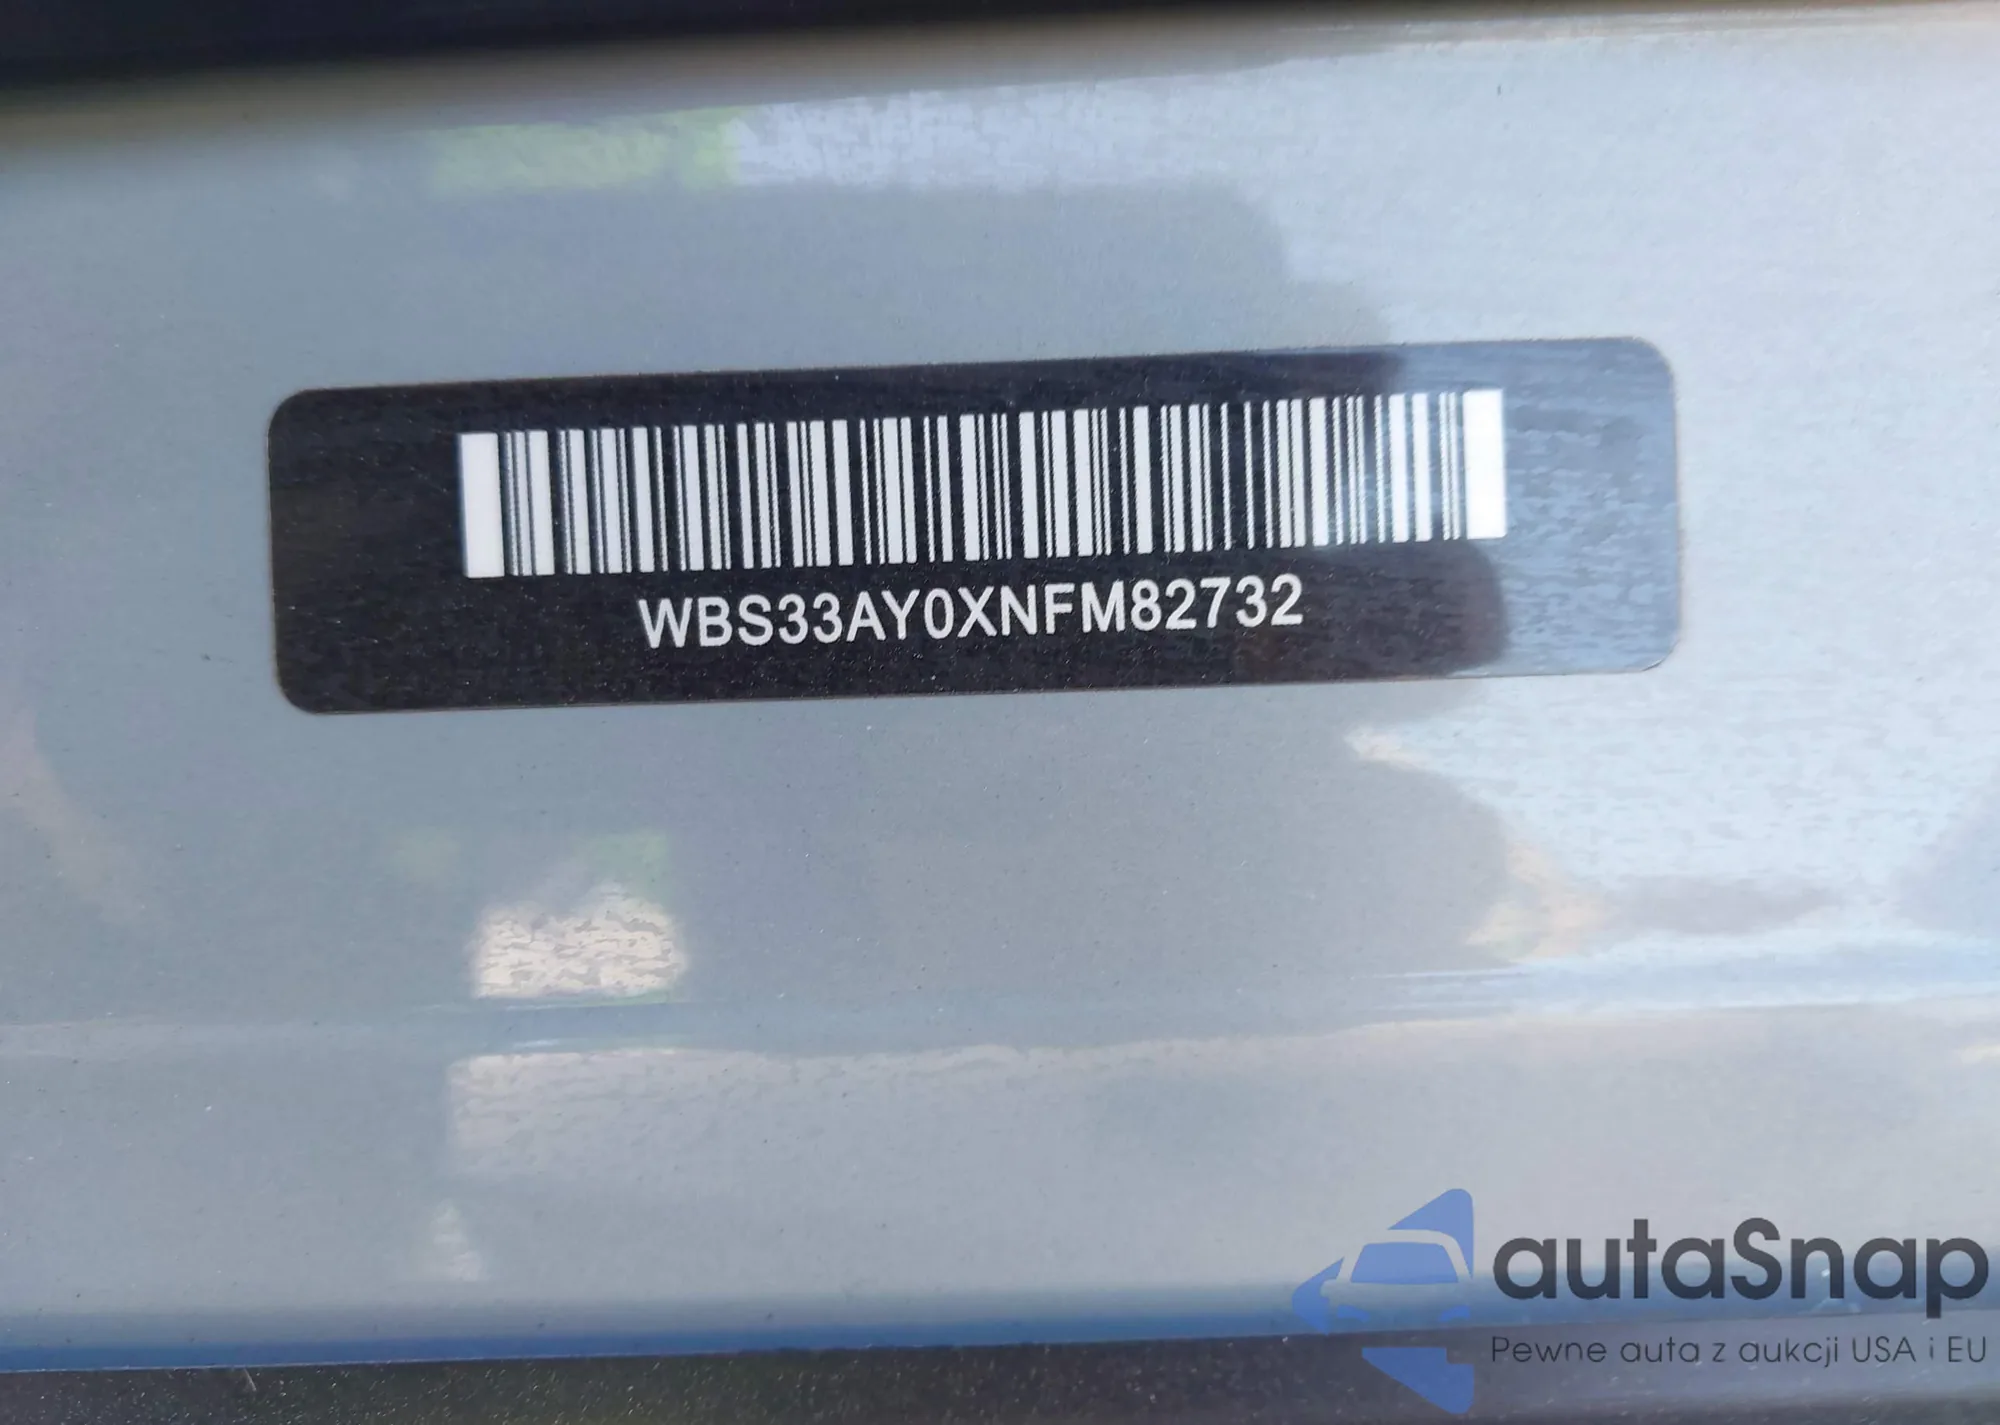 WBS33AY0XNFM82732
autaSnap
Pewne auta z aukcji USA i EU